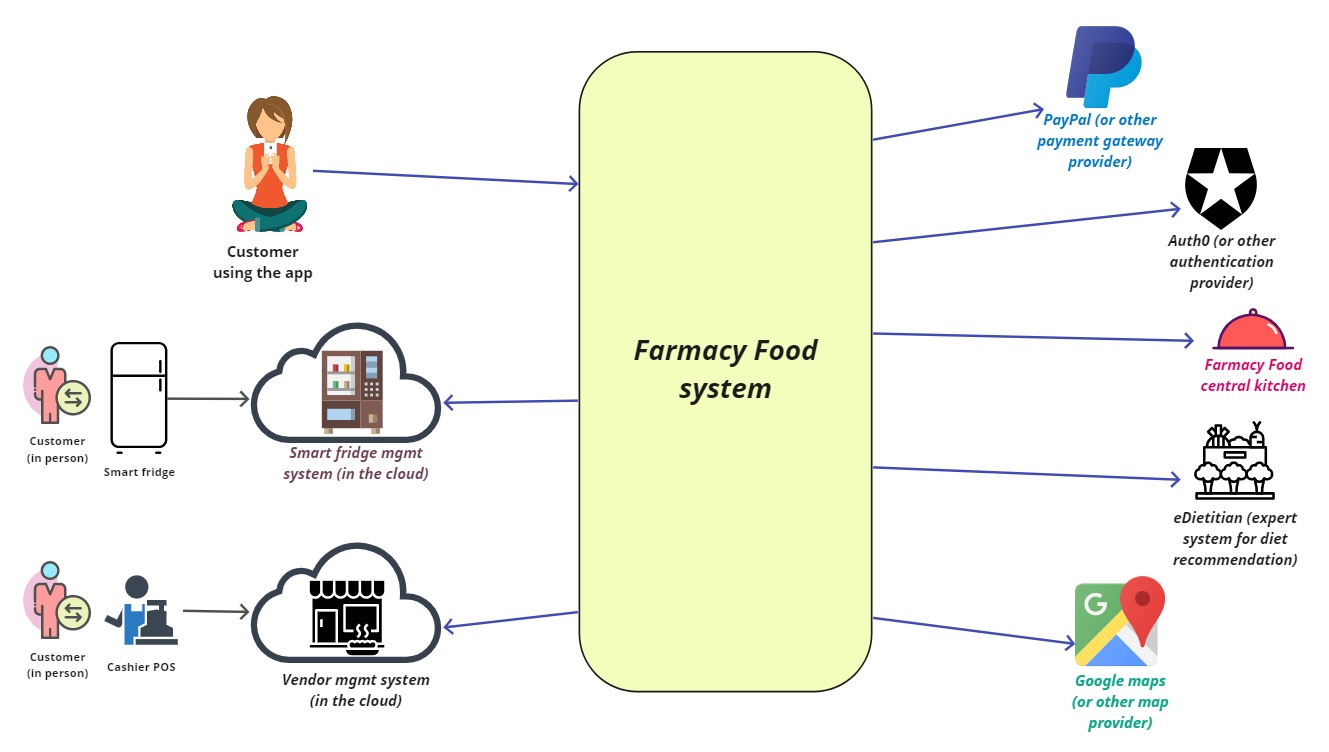 Customer
using the app
Customer
(in person)
Smart fridge
Smart fridge mgmt
system (in the cloud)
Customer
(in person)
Cashier POS
Vendor mgmt system
(in the cloud)
Farmacy Food
system
PayPal (or other
payment gateway
provider)
Auth0 (or other
authentication
provider)
Farmacy Food
central kitchen
eDietitian (expert
system for diet
recommendation)
G
Google maps
(or other map
provider)